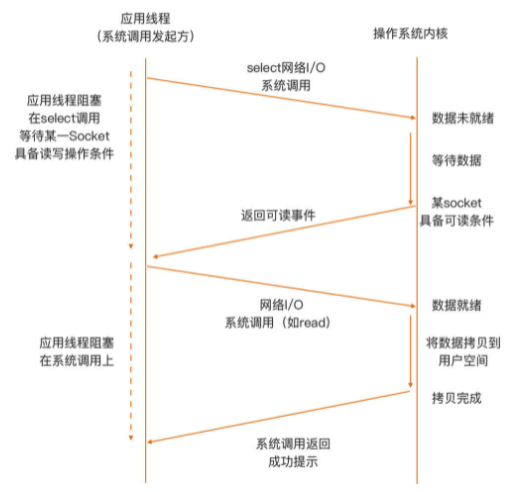 应用线程
（系统调用发起方）
操作系统内核
select网络I/O
系统调用
应用线程阻塞
在select调用
等待某一Socket
具备读写操作条件
数据未就绪
等待数据
某socket
具备可读条件
返回可读事件
网络I/O
系统调用（如read）
数据就绪
应用线程阻塞
在系统调用上
将数据拷贝到
用户空间
拷贝完成
系统调用返回
成功提示